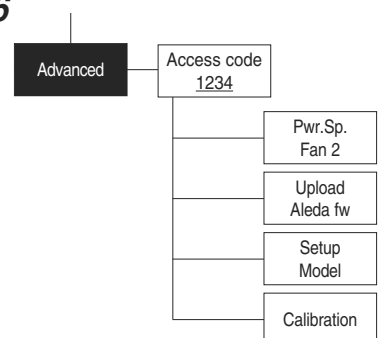 Advanced
Access code
1234
Pwr.Sp.
Fan 2
Upload
Aleda fw
Setup
Model
Calibration